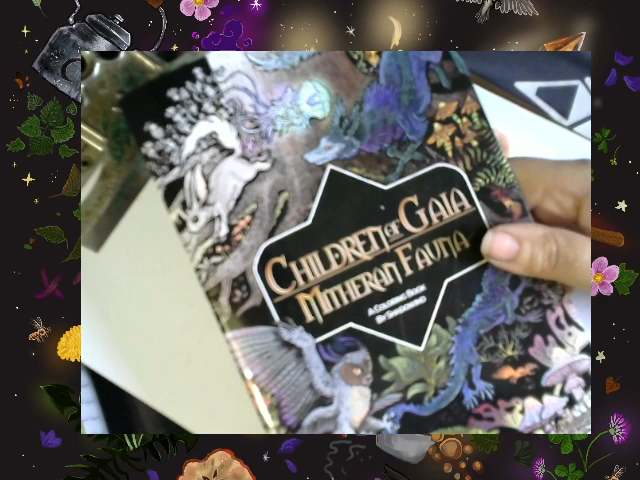 CHILDREN OF GAIA
MITHERAN FAUNA
A COLORING BOOK